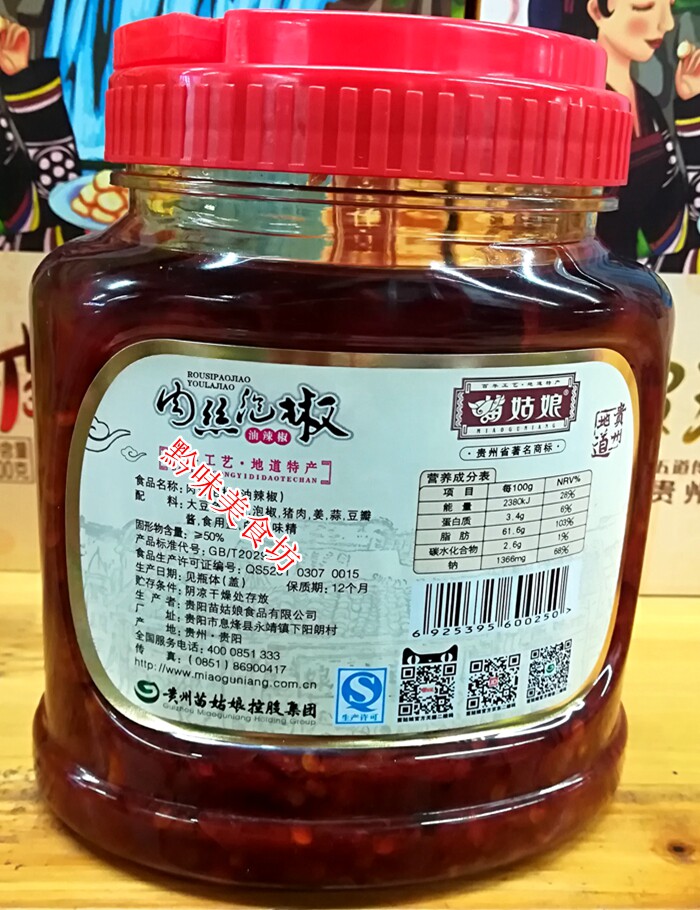 ROUSIPAOJIAO
YOULAJIAO
肉丝泡椒
油辣椒
工艺·地道特产
黔味美食坊
百年工艺·地道特产
苗姑娘®
MIAOGUNIANG
·贵州省著名商标·
贵州
地道
营养成分表
项目 每100g NRV%
能量 2380kJ 28%
蛋白质 3.4g 6%
脂肪 61.6g 103%
碳水化合物 2.6g 1%
钠 1366mg 68%
食品名称:肉 油辣椒)
配料:大豆 泡椒,猪肉,姜,蒜,豆瓣
酱,食用 味精
固形物含量:≥50%
产品标准代号:GB/T2029
食品生产许可证编号:QS52 1 0307 0015
生产日期:见瓶体(盖) 保质期:12个月
贮存条件:阴凉干燥处存放
生产者:贵阳苗姑娘食品有限公司
厂址:贵阳市息烽县永靖镇下阳朗村
产地:贵州·贵阳
全国服务电话:400 0851 333
传真:(0851) 86900417
http://www.miaoguniang.com.cn
贵州苗姑娘控股集团
Guizhou Miaoguniang Holding Group
QS
生产许可
6 925395 600250 >